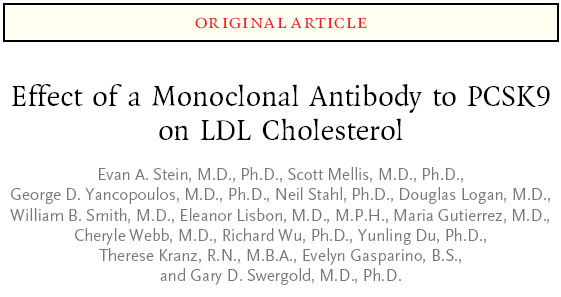 ORIGINAL ARTICLE
Effect of a Monoclonal Antibody to PCSK9
on LDL Cholesterol
Evan A. Stein, M.D., Ph.D., Scott Mellis, M.D., Ph.D.,
George D. Yancopoulos, M.D., Ph.D., Neil Stahl, Ph.D., Douglas Logan, M.D.,
William B. Smith, M.D., Eleanor Lisbon, M.D., M.P.H., Maria Gutierrez, M.D.,
Cheryle Webb, M.D., Richard Wu, Ph.D., Yunling Du, Ph.D.,
Therese Kranz, R.N., M.B.A., Evelyn Gasparino, B.S.,
and Gary D. Swergold, M.D., Ph.D.